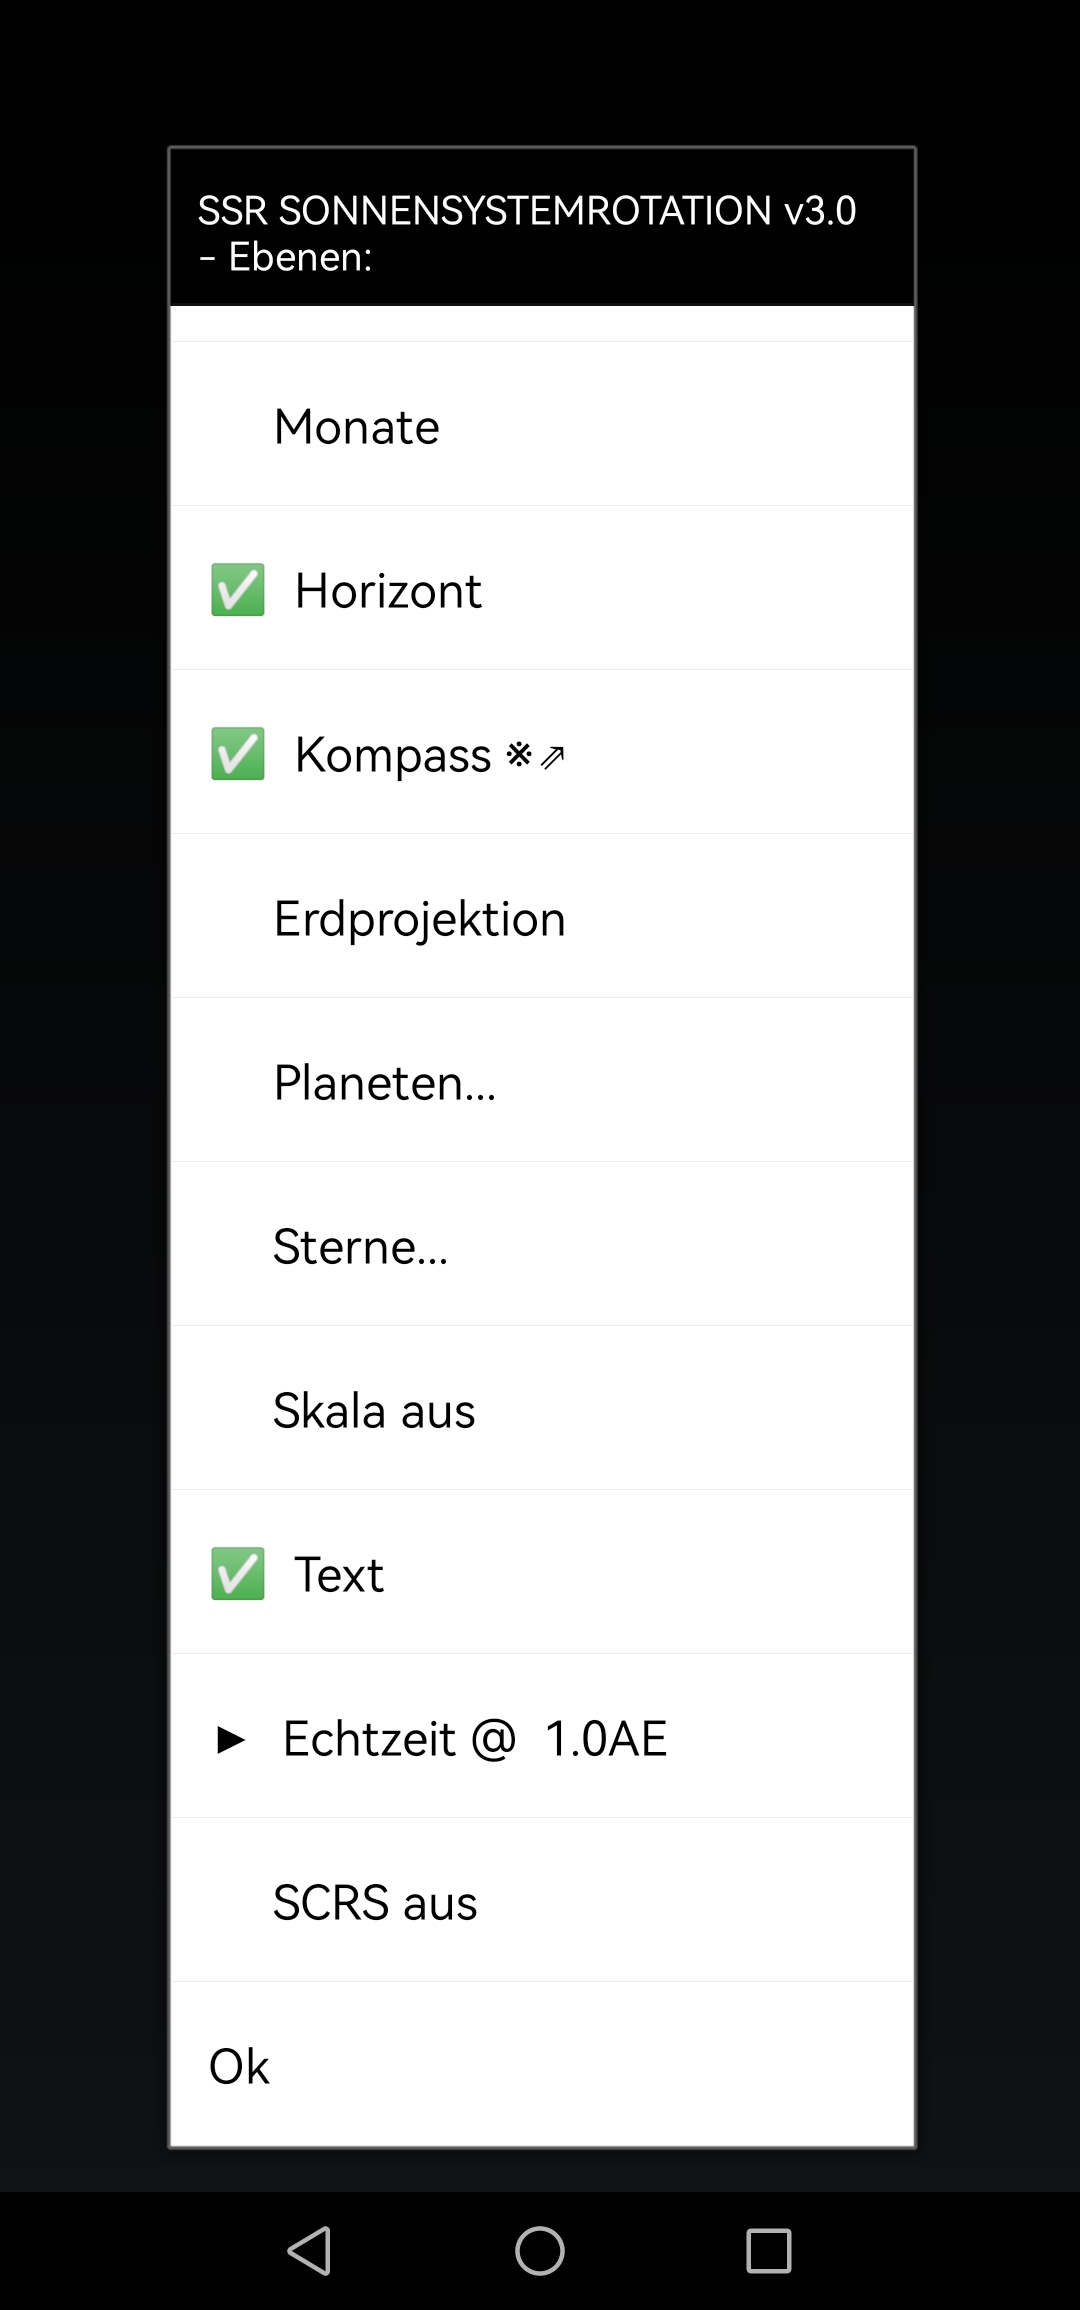 SSR SONNENSYSTEMROTATION v3.0
– Ebenen:
Monate
✅ Horizont
✅ Kompass ※⇗
Erdprojektion
Planeten...
Sterne...
Skala aus
✅ Text
► Echtzeit @ 1.0AE
SCRS aus
Ok